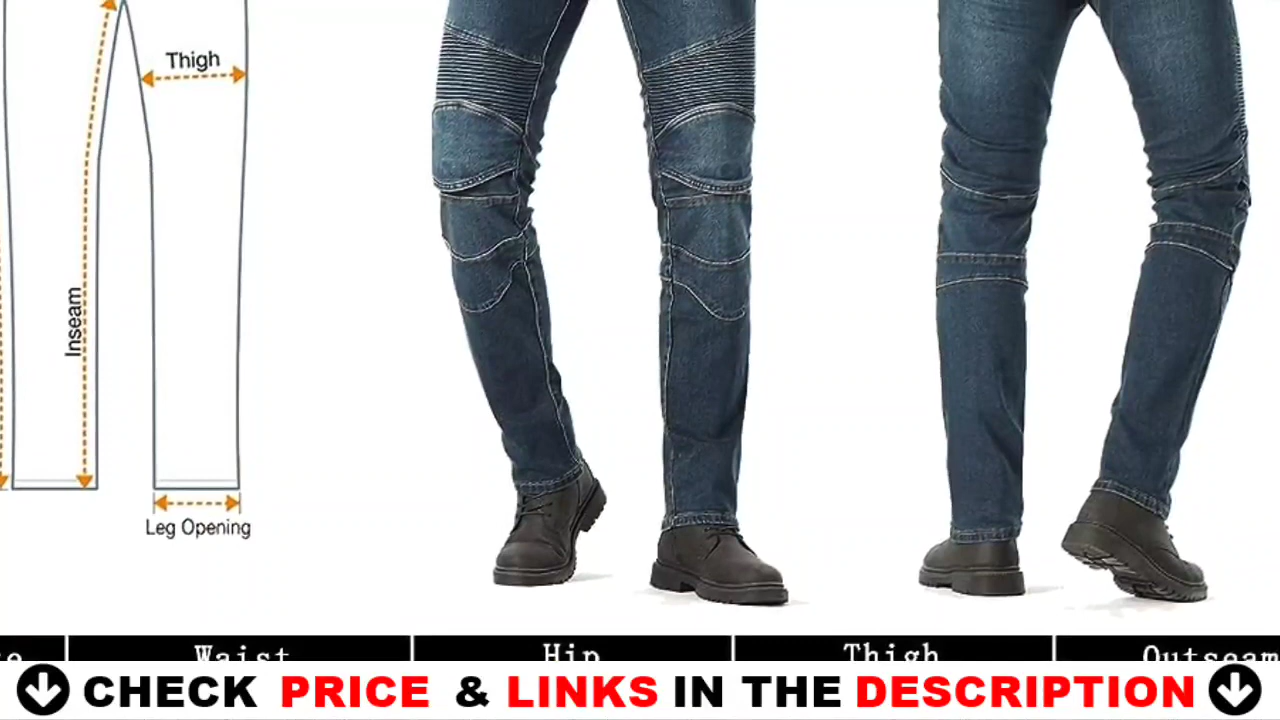 Thigh
Inseam
Leg Opening
Waist Hip Thigh Outseam
CHECK PRICE & LINKS IN THE DESCRIPTION